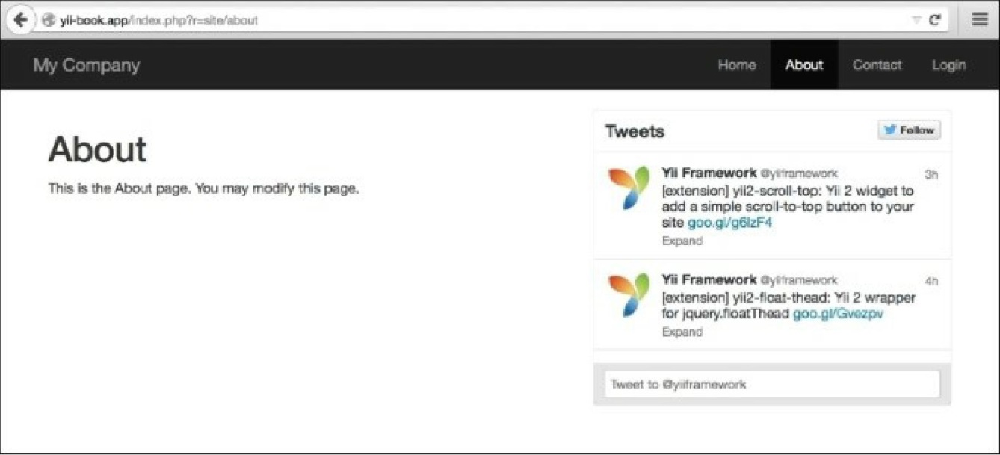 yii-book.app/index.php?r=site/about
My Company
Home
About
Contact
Login
About
This is the About page. You may modify this page.
Tweets
Follow
Yii Framework @yiiframework
3h
[extension] yii2-scroll-top: Yii 2 widget to
add a simple scroll-to-top button to your
site goo.gl/g6lzF4
Expand
Yii Framework @yiiframework
4h
[extension] yii2-float-thead: Yii 2 wrapper
for jquery.floatThead goo.gl/Gvezpv
Expand
Tweet to @yiiframework